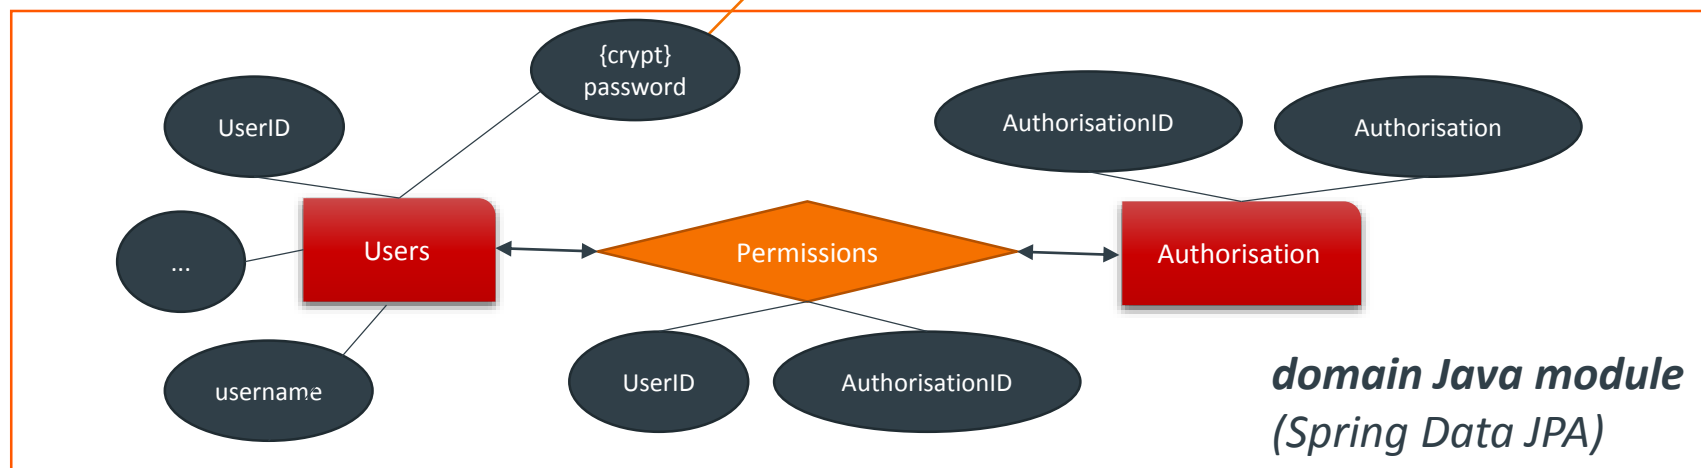 {crypt}
password
UserID
AuthorisationID
Authorisation
Users
Permissions
Authorisation
...
username
UserID
AuthorisationID
domain Java module
(Spring Data JPA)